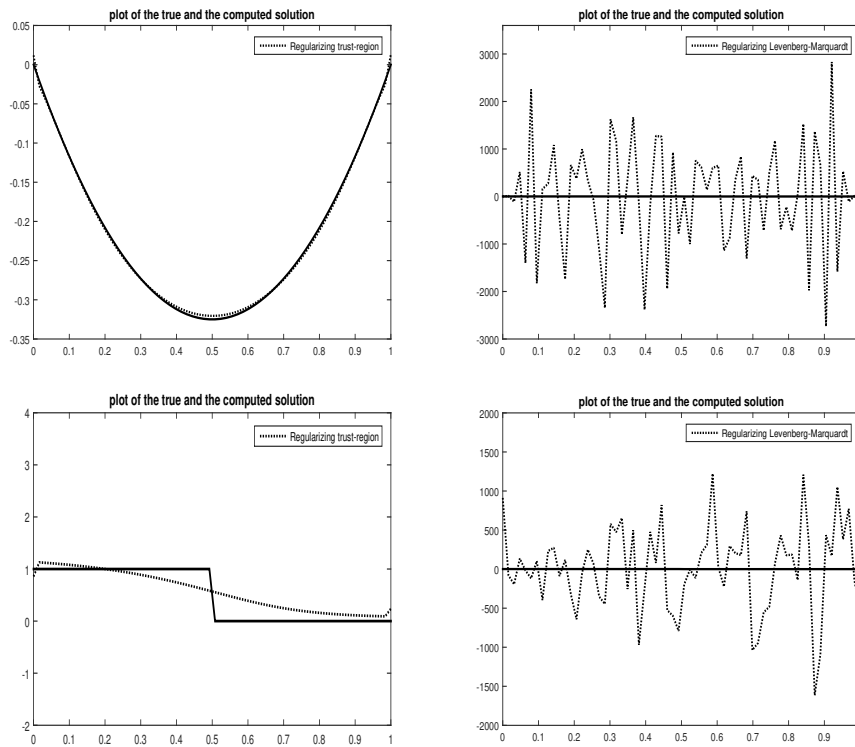 plot of the true and the computed solution
0.05
0
-0.05
-0.1
-0.15
-0.2
-0.25
-0.3
-0.35
Regularizing trust-region
0 0.1 0.2 0.3 0.4 0.5 0.6 0.7 0.8 0.9 1
plot of the true and the computed solution
3000
2000
1000
0
-1000
-2000
-3000
Regularizing Levenberg-Marquardt
0 0.1 0.2 0.3 0.4 0.5 0.6 0.7 0.8 0.9
plot of the true and the computed solution
4
3
2
1
0
-1
-2
Regularizing trust-region
0 0.1 0.2 0.3 0.4 0.5 0.6 0.7 0.8 0.9 1
plot of the true and the computed solution
2000
1500
1000
500
0
-500
-1000
-1500
-2000
Regularizing Levenberg-Marquardt
0 0.1 0.2 0.3 0.4 0.5 0.6 0.7 0.8 0.9